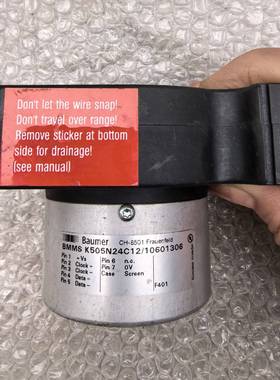 Don't let the wire snap!
Don't travel over range!
Remove sticker at bottom
side for drainage!
(see manual)
Baumer CH-8501 Frauenfeld
BMMS K505N24C12/10601306
Pin 1 +Vs Pin 6 n.c.
Pin 2 Clock+ Pin 7 0V
Pin 3 Clock- Case Screen
Pin 4 Data-
Pin 5 Data-
F401